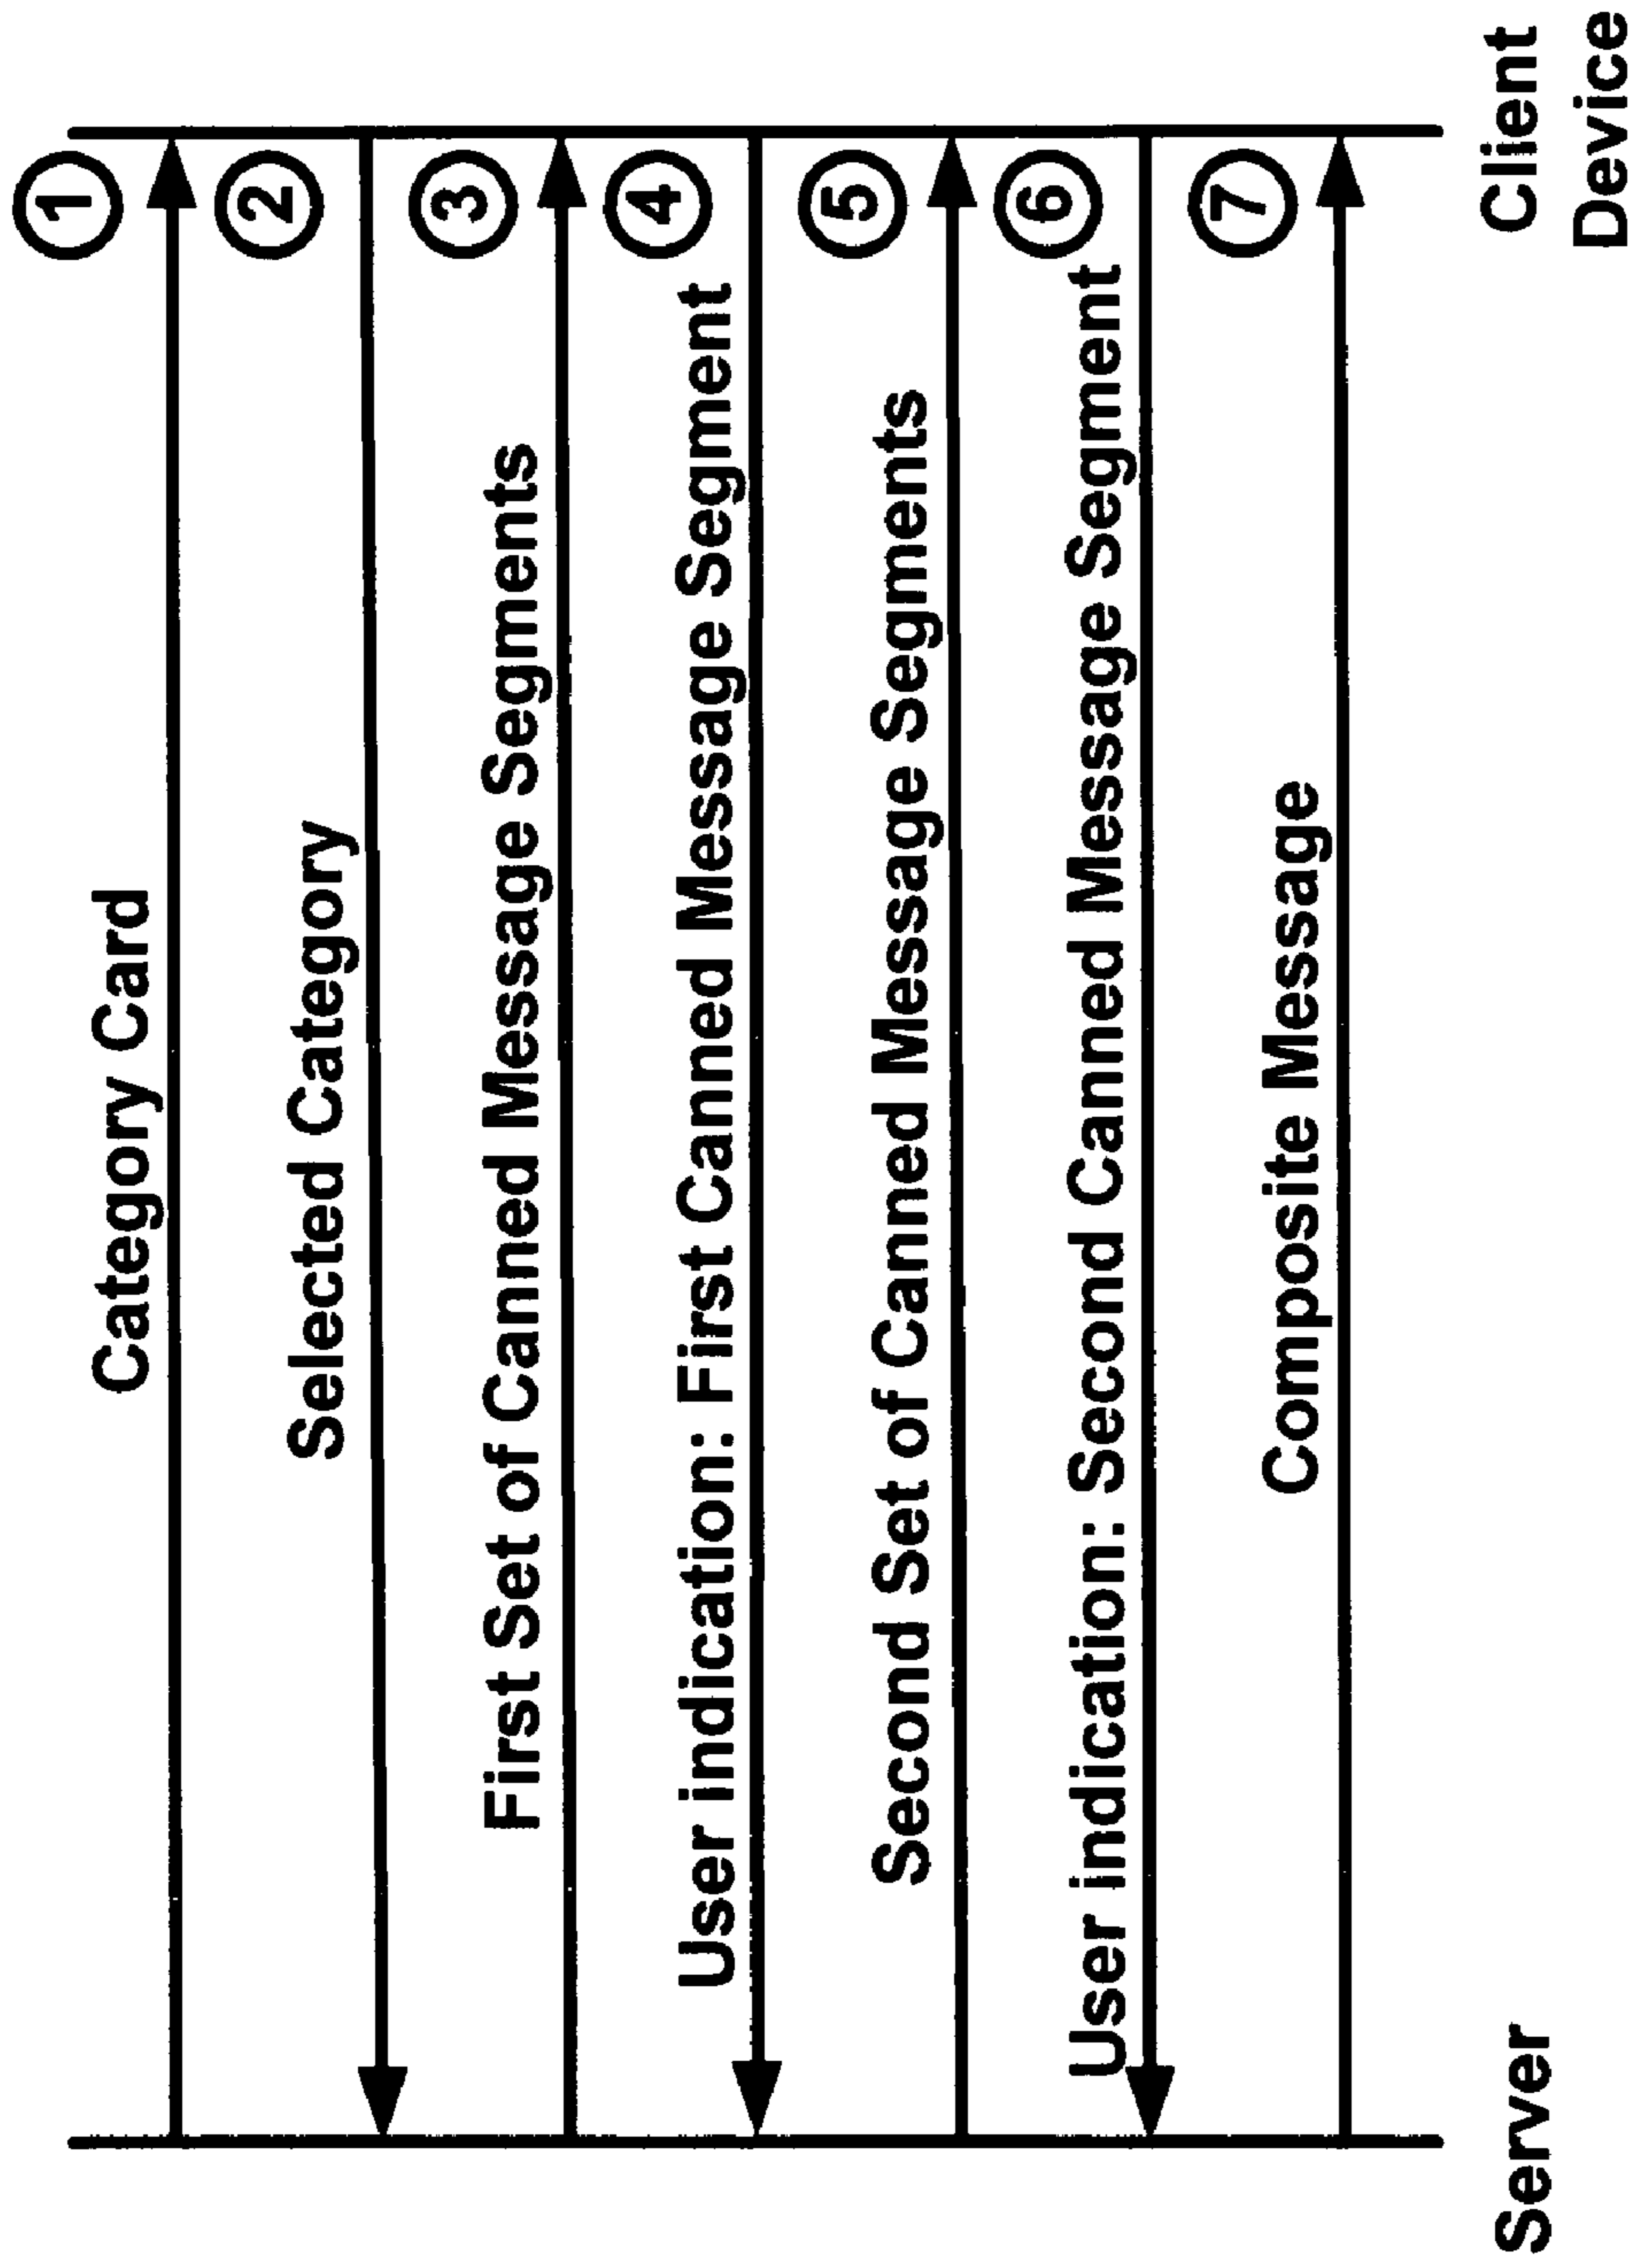 1
Category Card
2
Selected Category
3
First Set of Canned Message Segments
4
User indication: First Canned Message Segment
5
Second Set of Canned Message Segments
6
User indication: Second Canned Message Segment
7
Composite Message
Server
Client
Device